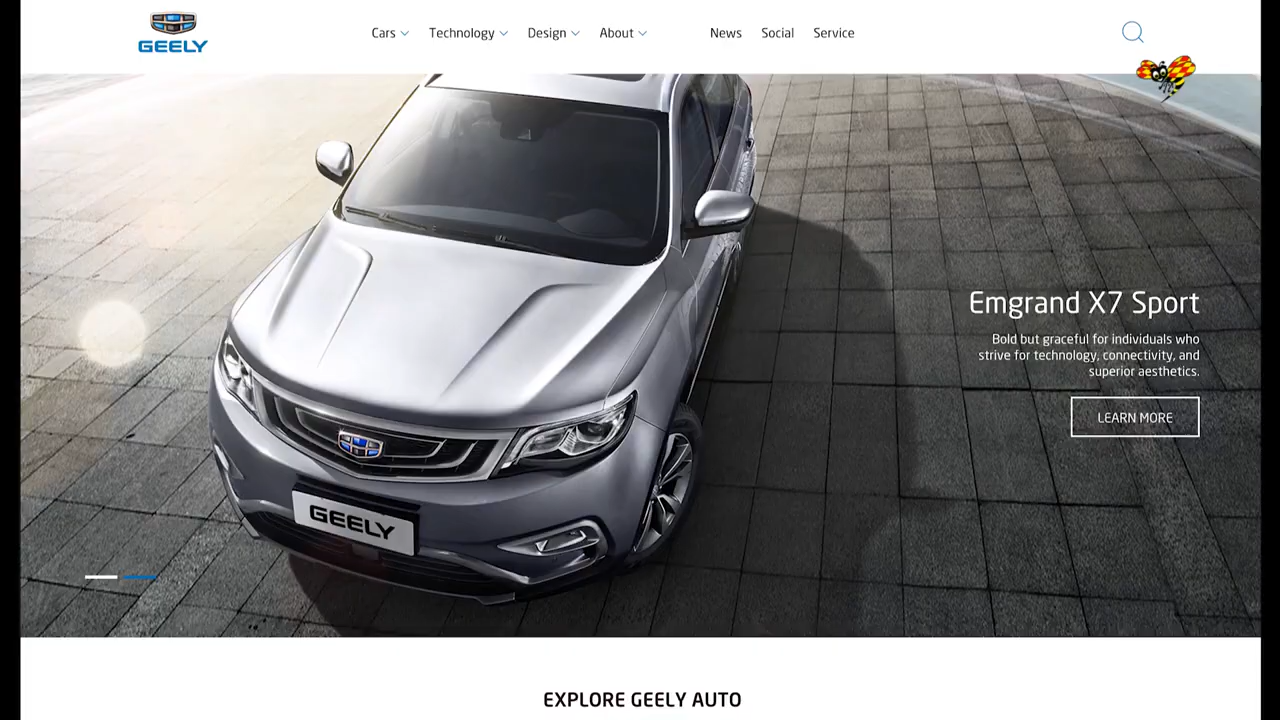 GEELY
Cars Technology Design About News Social Service
Emgrand X7 Sport
Bold but graceful for individuals who
strive for technology, connectivity, and
superior aesthetics.
LEARN MORE
GEELY
EXPLORE GEELY AUTO